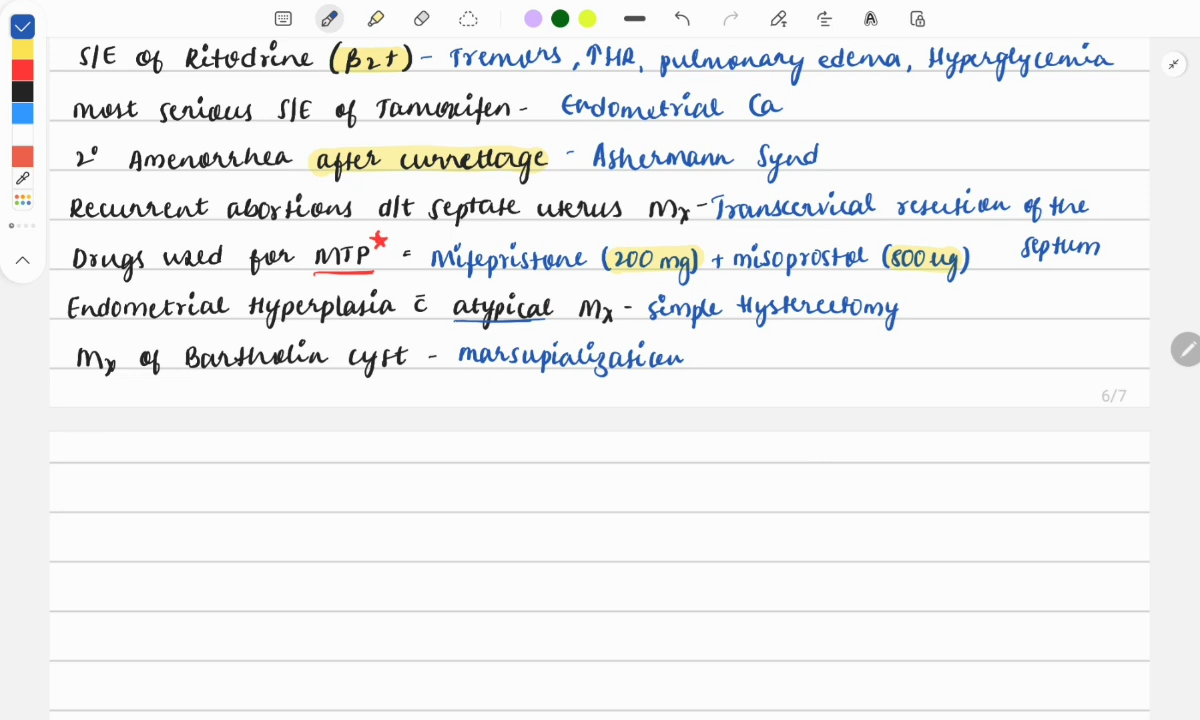 S/E of Ritodrine (β2+) - Tremors, ↑HR, pulmonary edema, Hyperglycemia
most serious S/E of Tamoxifen - Endometrial Ca
2° Amenorrhea after currettage - Ashermann Synd
Recurrent abortions d/t septate uterus Mx - Transcervical resection of the septum
Drugs used for MTP★ = Mifepristone (200 mg) + misoprostol (800 ug)
Endometrial Hyperplasia c̄ atypical Mx - simple Hysterectomy
Mx of Bartholin cyst - marsupialization
6/7